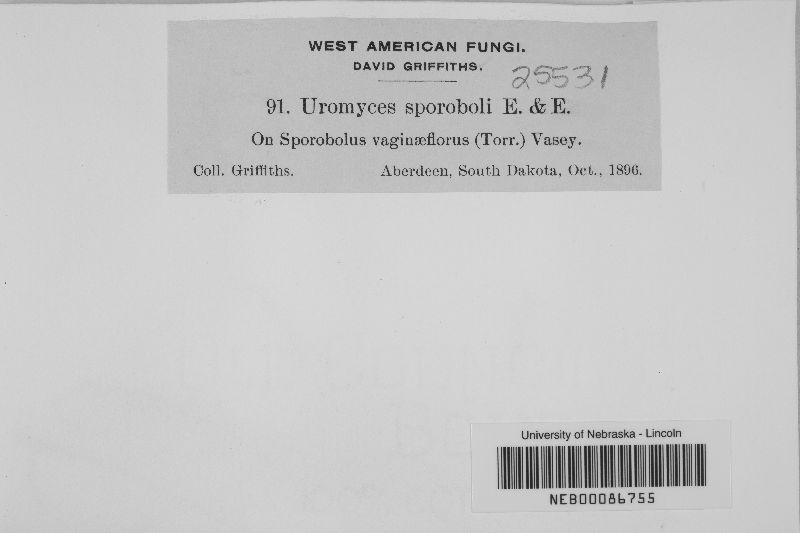 WEST AMERICAN FUNGI.
DAVID GRIFFITHS.
25531
91. Uromyces sporoboli E. & E.
On Sporobolus vaginæflorus (Torr.) Vasey.
Coll. Griffiths. Aberdeen, South Dakota, Oct., 1896.
University of Nebraska - Lincoln
NEB00086755